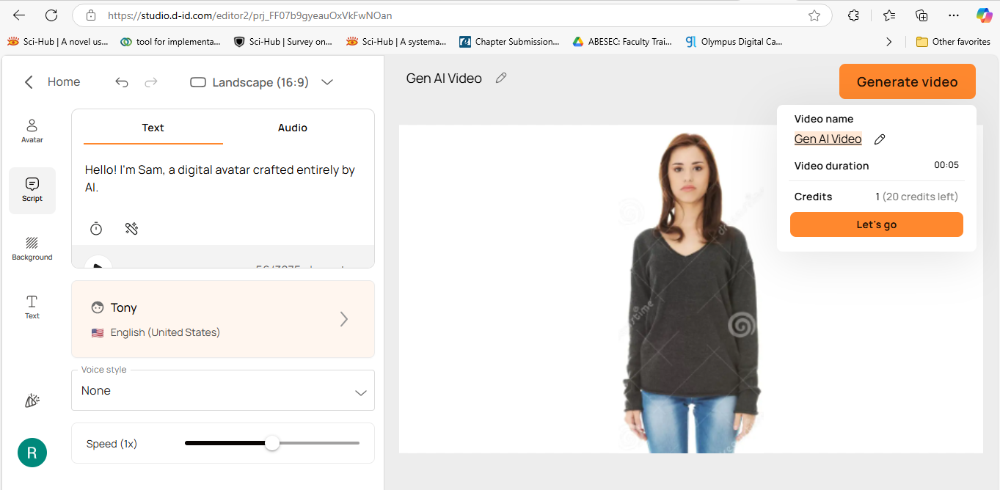 https://studio.d-id.com/editor2/prj_FF07b9gyeauOxVkFwNOan
Sci-Hub | A novel us...
tool for implementa...
Sci-Hub | Survey on...
Sci-Hub | A systema...
Chapter Submission...
ABESEC: Faculty Trai...
Olympus Digital Ca...
Other favorites
Home
Landscape (16:9)
Gen AI Video
Generate video
Avatar
Script
Background
Text
R
Text
Audio
Hello! I'm Sam, a digital avatar crafted entirely by
AI.
Tony
English (United States)
Voice style
None
Speed (1x)
Video name
Gen AI Video
Video duration
00:05
Credits
1 (20 credits left)
Let's go